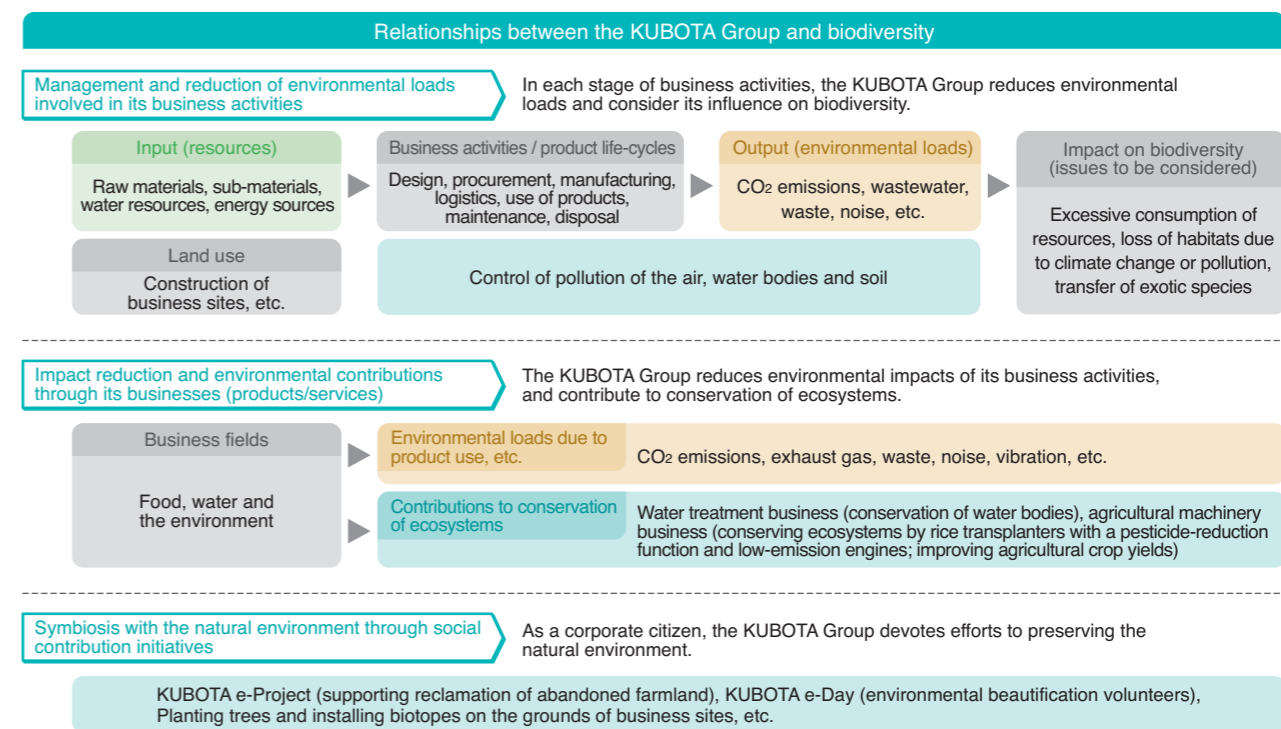 Relationships between the KUBOTA Group and biodiversity
Management and reduction of environmental loads
involved in its business activities
In each stage of business activities, the KUBOTA Group reduces environmental
loads and consider its influence on biodiversity.
Input (resources)
Raw materials, sub-materials,
water resources, energy sources
Business activities / product life-cycles
Design, procurement, manufacturing,
logistics, use of products,
maintenance, disposal
Output (environmental loads)
CO2 emissions, wastewater,
waste, noise, etc.
Impact on biodiversity
(issues to be considered)
Excessive consumption of
resources, loss of habitats due
to climate change or pollution,
transfer of exotic species
Land use
Construction of
business sites, etc.
Control of pollution of the air, water bodies and soil
Impact reduction and environmental contributions
through its businesses (products/services)
The KUBOTA Group reduces environmental impacts of its business activities,
and contribute to conservation of ecosystems.
Business fields
Food, water and
the environment
Environmental loads due to
product use, etc.
CO2 emissions, exhaust gas, waste, noise, vibration, etc.
Contributions to conservation
of ecosystems
Water treatment business (conservation of water bodies), agricultural machinery
business (conserving ecosystems by rice transplanters with a pesticide-reduction
function and low-emission engines; improving agricultural crop yields)
Symbiosis with the natural environment through social
contribution initiatives
As a corporate citizen, the KUBOTA Group devotes efforts to preserving the
natural environment.
KUBOTA e-Project (supporting reclamation of abandoned farmland), KUBOTA e-Day (environmental beautification volunteers),
Planting trees and installing biotopes on the grounds of business sites, etc.